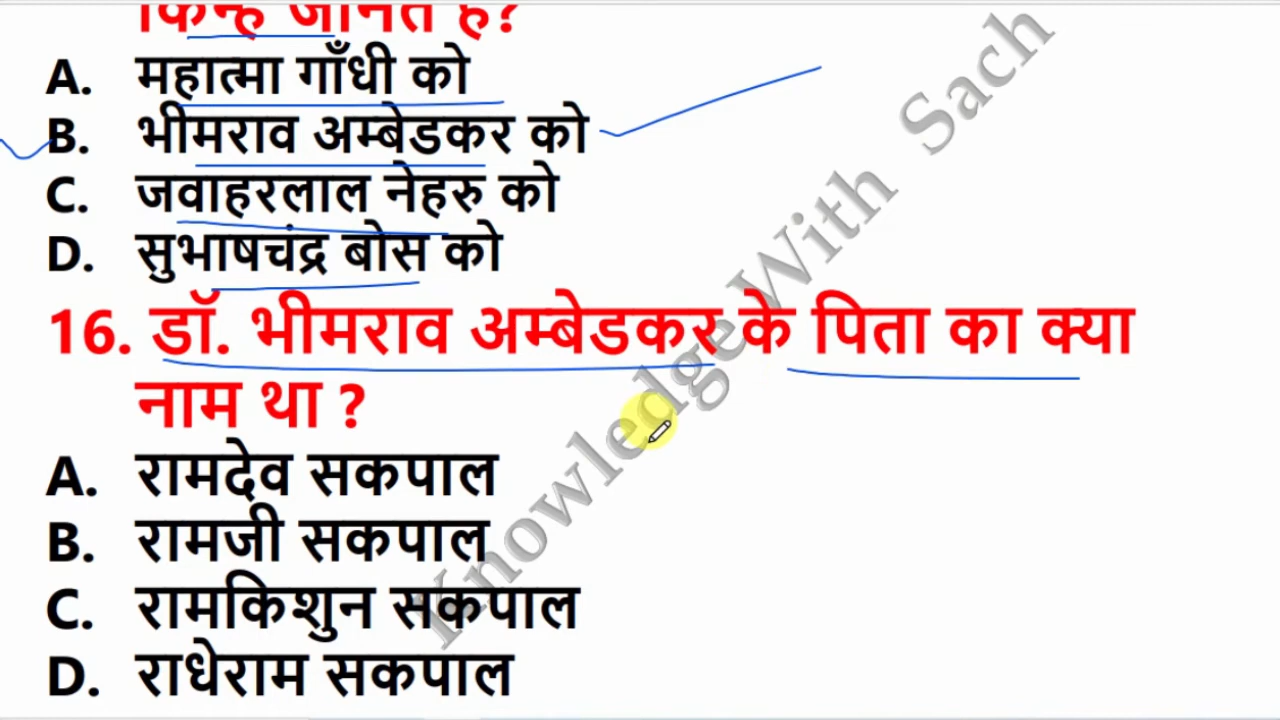 किन्हें जानते हैं?
A. महात्मा गाँधी को
B. भीमराव अम्बेडकर को
C. जवाहरलाल नेहरु को
D. सुभाषचंद्र बोस को
16. डॉ. भीमराव अम्बेडकर के पिता का क्या
नाम था ?
A. रामदेव सकपाल
B. रामजी सकपाल
C. रामकिशुन सकपाल
D. राधेराम सकपाल
Knowledge With Sach